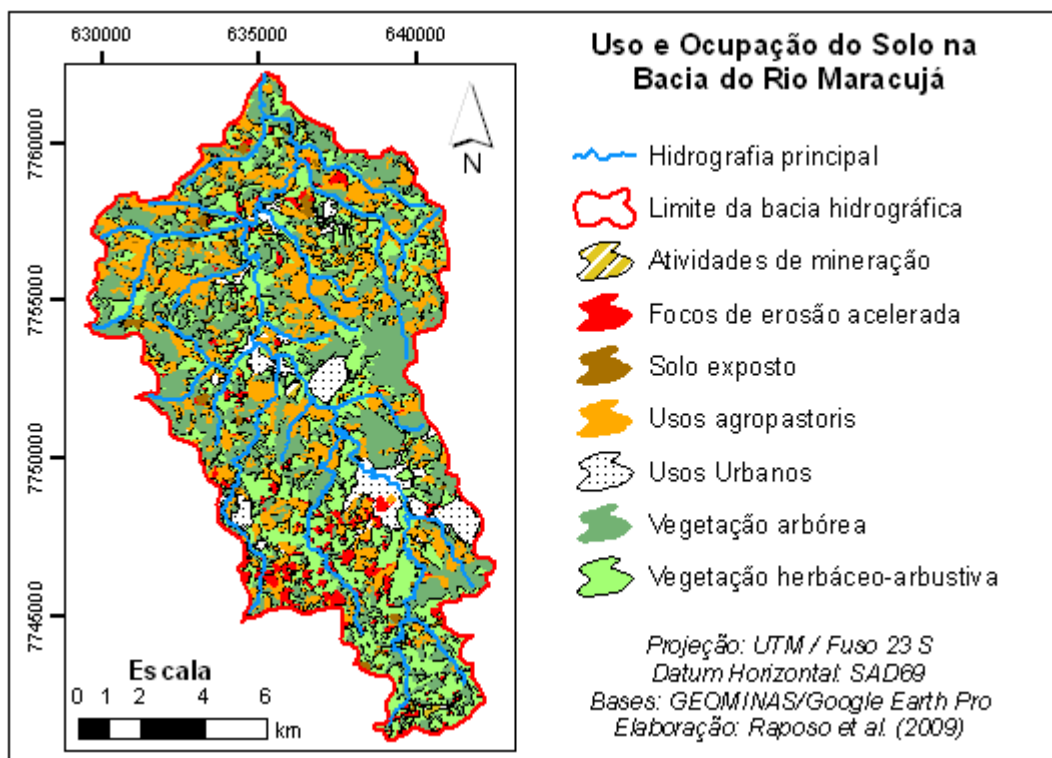 630000 635000 640000
7760000
7755000
7750000
7745000
N
Escala
0 1 2 4 6
km
Uso e Ocupação do Solo na
Bacia do Rio Maracujá
Hidrografia principal
Limite da bacia hidrográfica
Atividades de mineração
Focos de erosão acelerada
Solo exposto
Usos agropastoris
Usos Urbanos
Vegetação arbórea
Vegetação herbáceo-arbustiva
Projeção: UTM / Fuso 23 S
Datum Horizontal: SAD69
Bases: GEOMINAS/Google Earth Pro
Elaboração: Raposo et al. (2009)